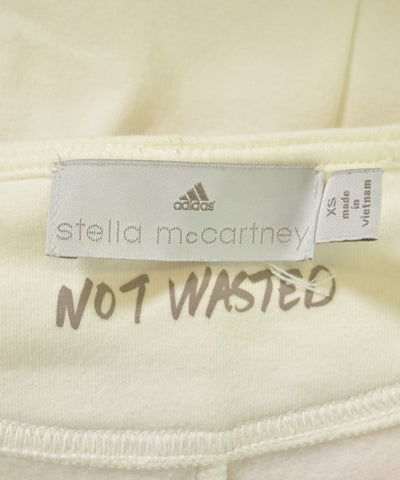 adidas
stella mccartney
XS
made
in
vietnam
NOT WASTED